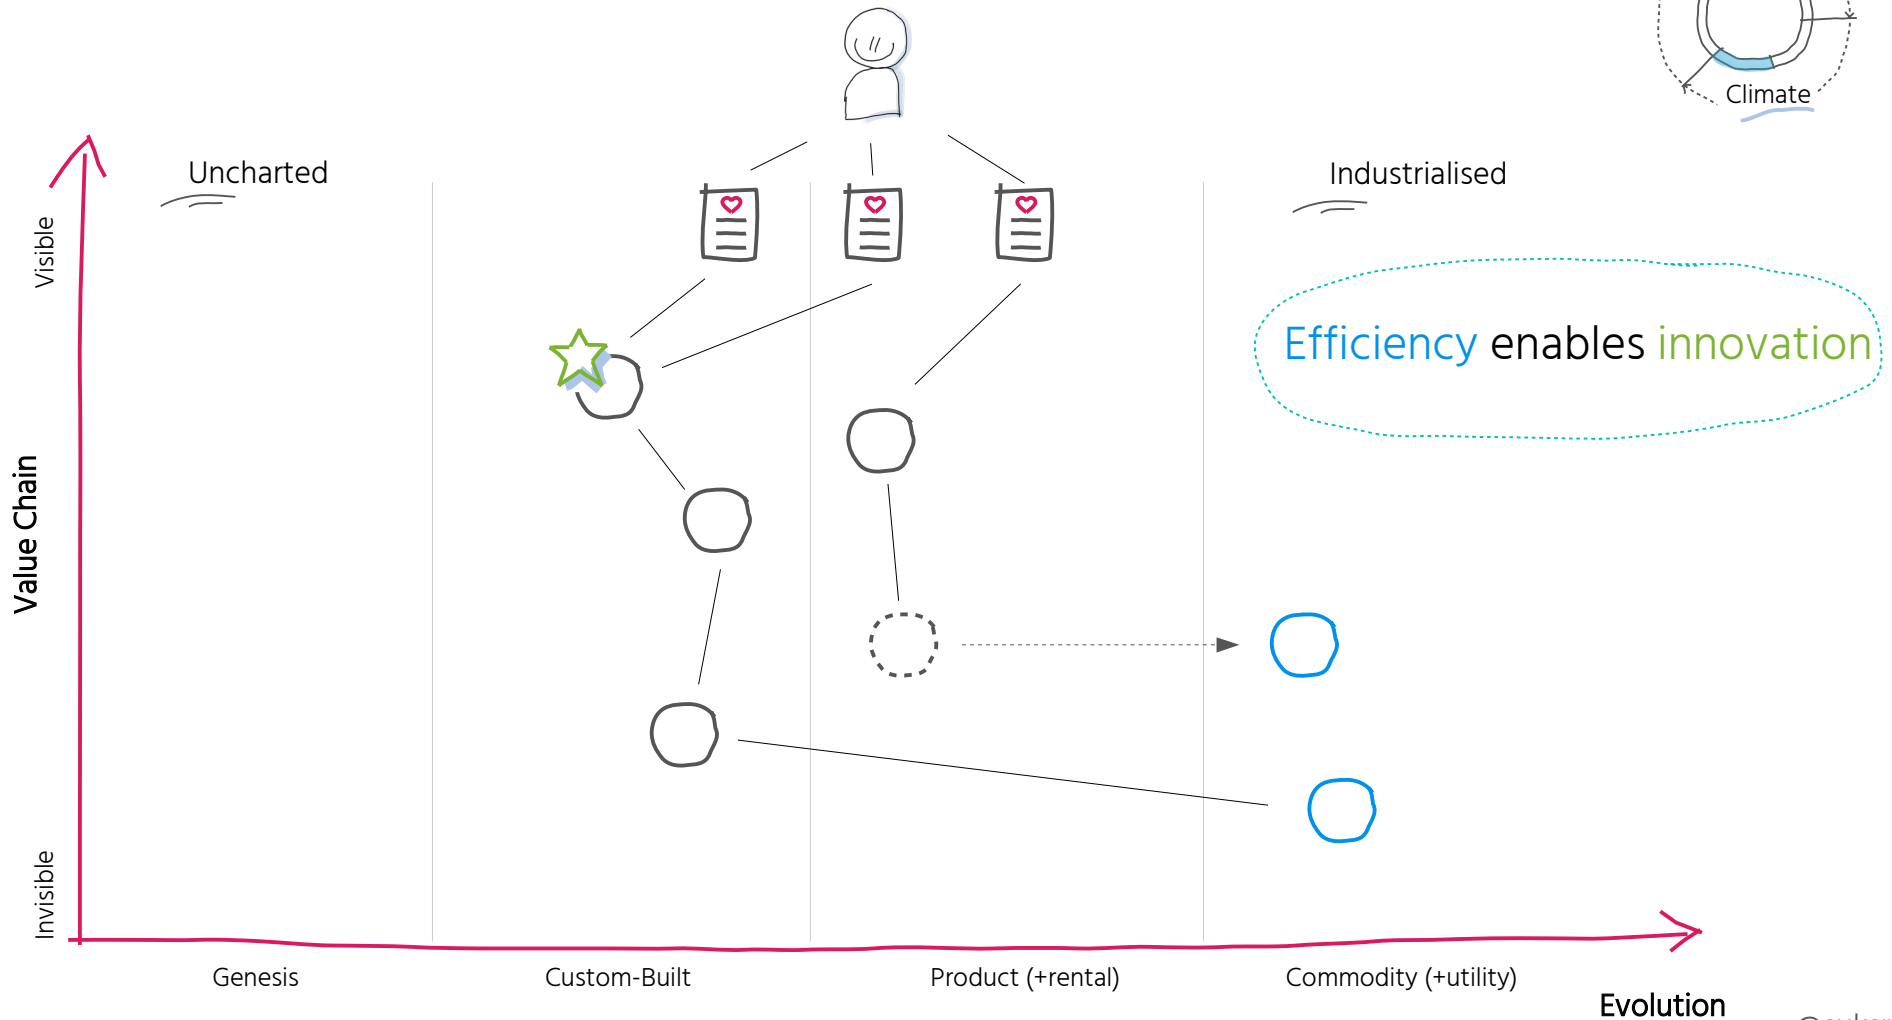 Climate
Uncharted
Industrialised
Visible
Efficiency enables innovation
Value Chain
Invisible
Genesis
Custom-Built
Product (+rental)
Commodity (+utility)
Evolution